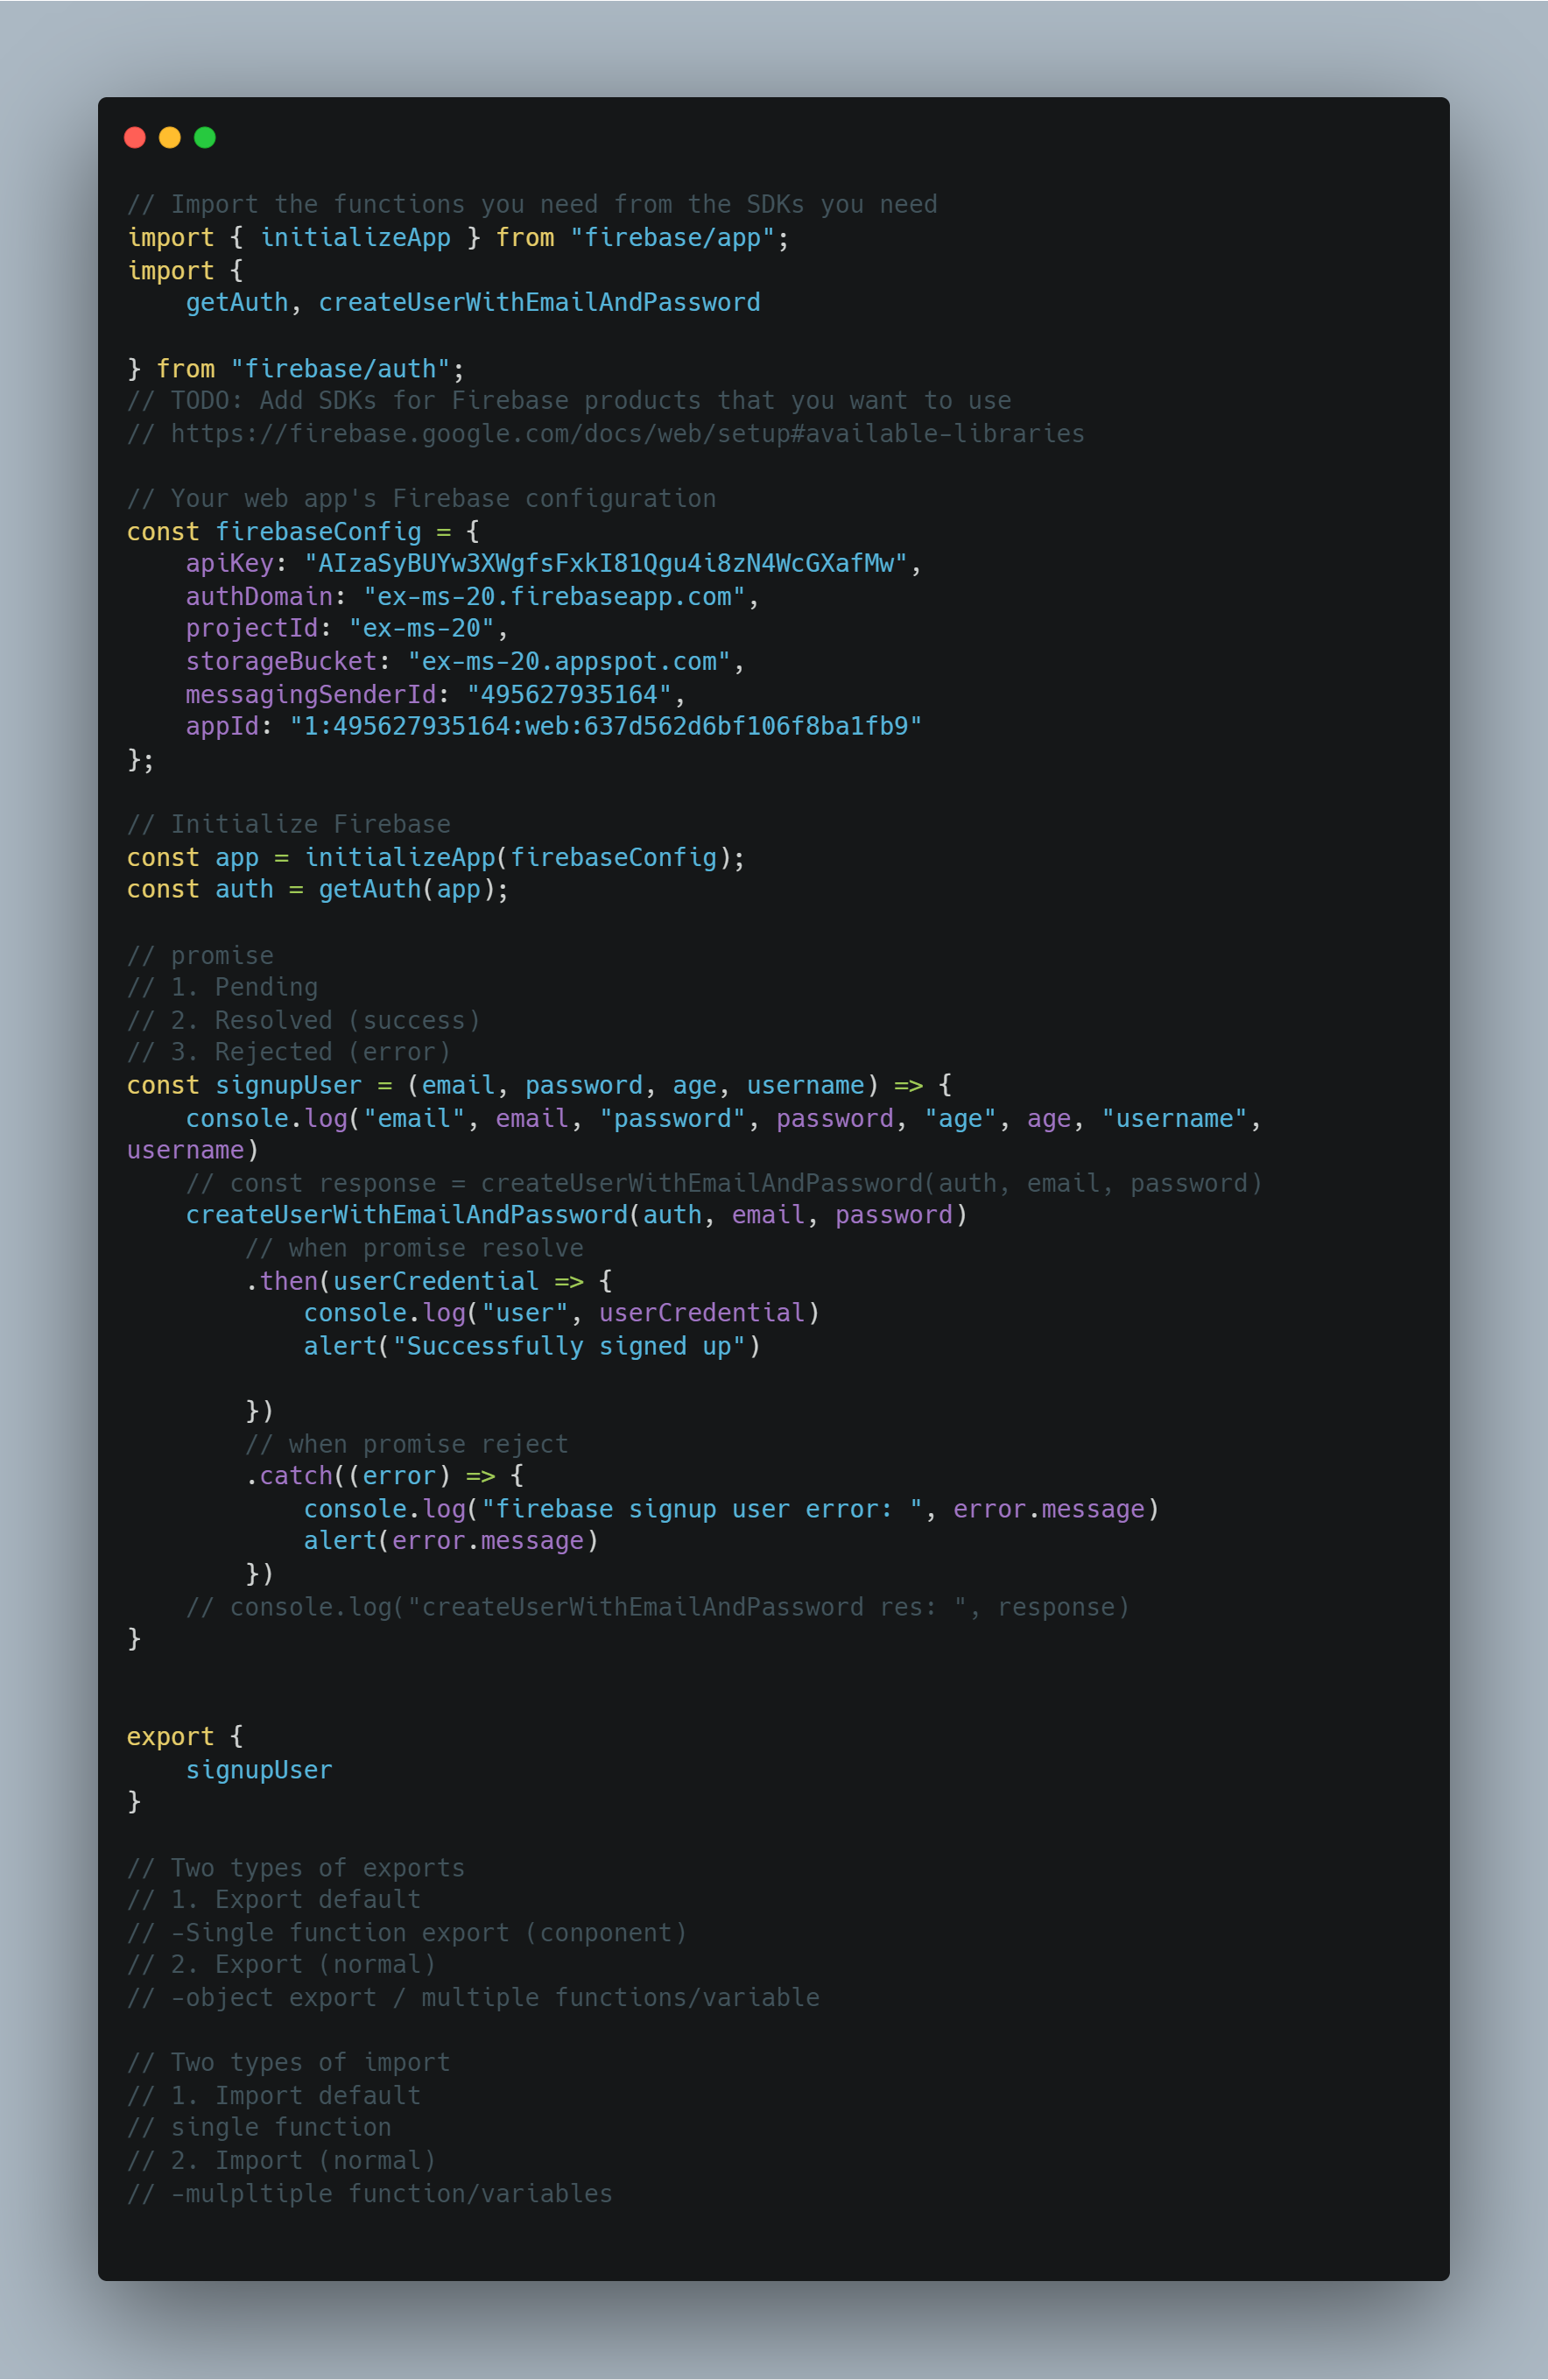 // Import the functions you need from the SDKs you need
import { initializeApp } from "firebase/app";
import {
    getAuth, createUserWithEmailAndPassword

} from "firebase/auth";
// TODO: Add SDKs for Firebase products that you want to use
// https://firebase.google.com/docs/web/setup#available-libraries

// Your web app's Firebase configuration
const firebaseConfig = {
    apiKey: "AIzaSyBUYw3XWgfsFxkI81Qgu4i8zN4WcGXafMw",
    authDomain: "ex-ms-20.firebaseapp.com",
    projectId: "ex-ms-20",
    storageBucket: "ex-ms-20.appspot.com",
    messagingSenderId: "495627935164",
    appId: "1:495627935164:web:637d562d6bf106f8ba1fb9"
};

// Initialize Firebase
const app = initializeApp(firebaseConfig);
const auth = getAuth(app);

// promise
// 1. Pending
// 2. Resolved (success)
// 3. Rejected (error)
const signupUser = (email, password, age, username) => {
    console.log("email", email, "password", password, "age", age, "username",
username)
    // const response = createUserWithEmailAndPassword(auth, email, password)
    createUserWithEmailAndPassword(auth, email, password)
        // when promise resolve
        .then(userCredential => {
            console.log("user", userCredential)
            alert("Successfully signed up")

        })
        // when promise reject
        .catch((error) => {
            console.log("firebase signup user error: ", error.message)
            alert(error.message)
        })
    // console.log("createUserWithEmailAndPassword res: ", response)
}


export {
    signupUser
}

// Two types of exports
// 1. Export default
// -Single function export (conponent)
// 2. Export (normal)
// -object export / multiple functions/variable

// Two types of import
// 1. Import default
// single function
// 2. Import (normal)
// -mulpltiple function/variables